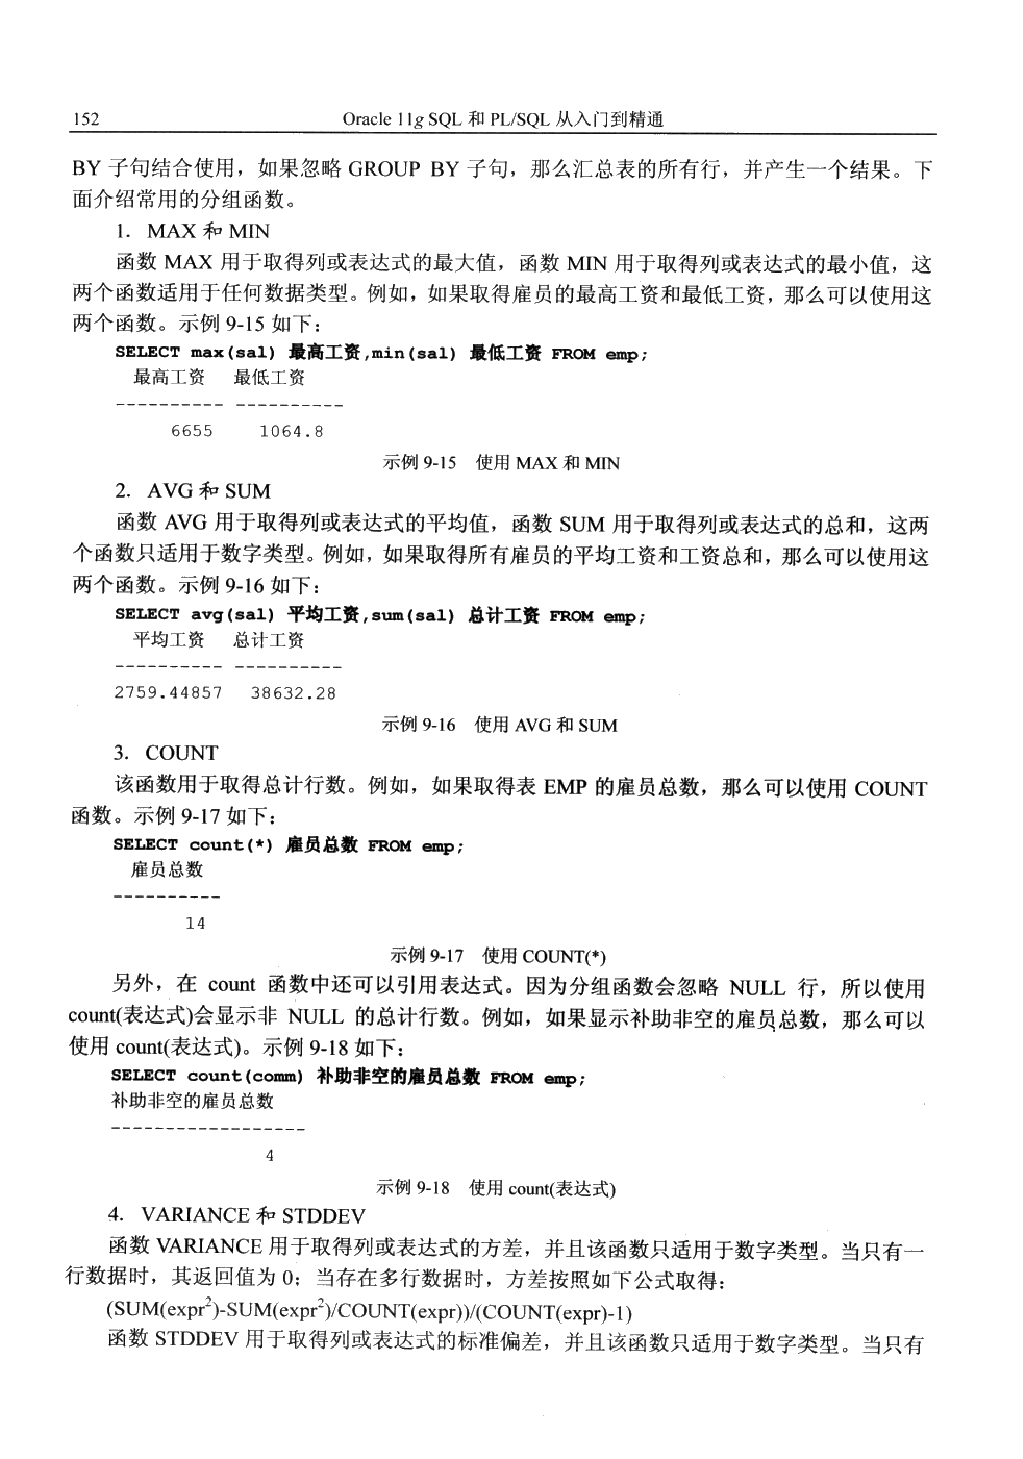 152 Oracle 11g SQL 和 PL/SQL 从入门到精通
BY 子句结合使用，如果忽略 GROUP BY 子句，那么汇总表的所有行，并产生一个结果。下
面介绍常用的分组函数。
1. MAX 和 MIN
函数 MAX 用于取得列或表达式的最大值，函数 MIN 用于取得列或表达式的最小值，这
两个函数适用于任何数据类型。例如，如果取得雇员的最高工资和最低工资，那么可以使用这
两个函数。示例 9-15 如下：
SELECT max(sal) 最高工资,min(sal) 最低工资 FROM emp;
最高工资 最低工资
---------- ----------
6655 1064.8
示例 9-15 使用 MAX 和 MIN
2. AVG 和 SUM
函数 AVG 用于取得列或表达式的平均值，函数 SUM 用于取得列或表达式的总和，这两
个函数只适用于数字类型。例如，如果取得所有雇员的平均工资和工资总和，那么可以使用这
两个函数。示例 9-16 如下：
SELECT avg(sal) 平均工资,sum(sal) 总计工资 FROM emp;
平均工资 总计工资
---------- ----------
2759.44857 38632.28
示例 9-16 使用 AVG 和 SUM
3. COUNT
该函数用于取得总计行数。例如，如果取得表 EMP 的雇员总数，那么可以使用 COUNT
函数。示例 9-17 如下：
SELECT count(*) 雇员总数 FROM emp;
雇员总数
----------
14
示例 9-17 使用 COUNT(*)
另外，在 count 函数中还可以引用表达式。因为分组函数会忽略 NULL 行，所以使用
count(表达式)会显示非 NULL 的总计行数。例如，如果显示补助非空的雇员总数，那么可以
使用 count(表达式)。示例 9-18 如下：
SELECT count(comm) 补助非空的雇员总数 FROM emp;
补助非空的雇员总数
------------------
4
示例 9-18 使用 count(表达式)
4. VARIANCE 和 STDDEV
函数 VARIANCE 用于取得列或表达式的方差，并且该函数只适用于数字类型。当只有一
行数据时，其返回值为 0；当存在多行数据时，方差按照如下公式取得：
(SUM(expr²)-SUM(expr²)/COUNT(expr))/(COUNT(expr)-1)
函数 STDDEV 用于取得列或表达式的标准偏差，并且该函数只适用于数字类型。当只有